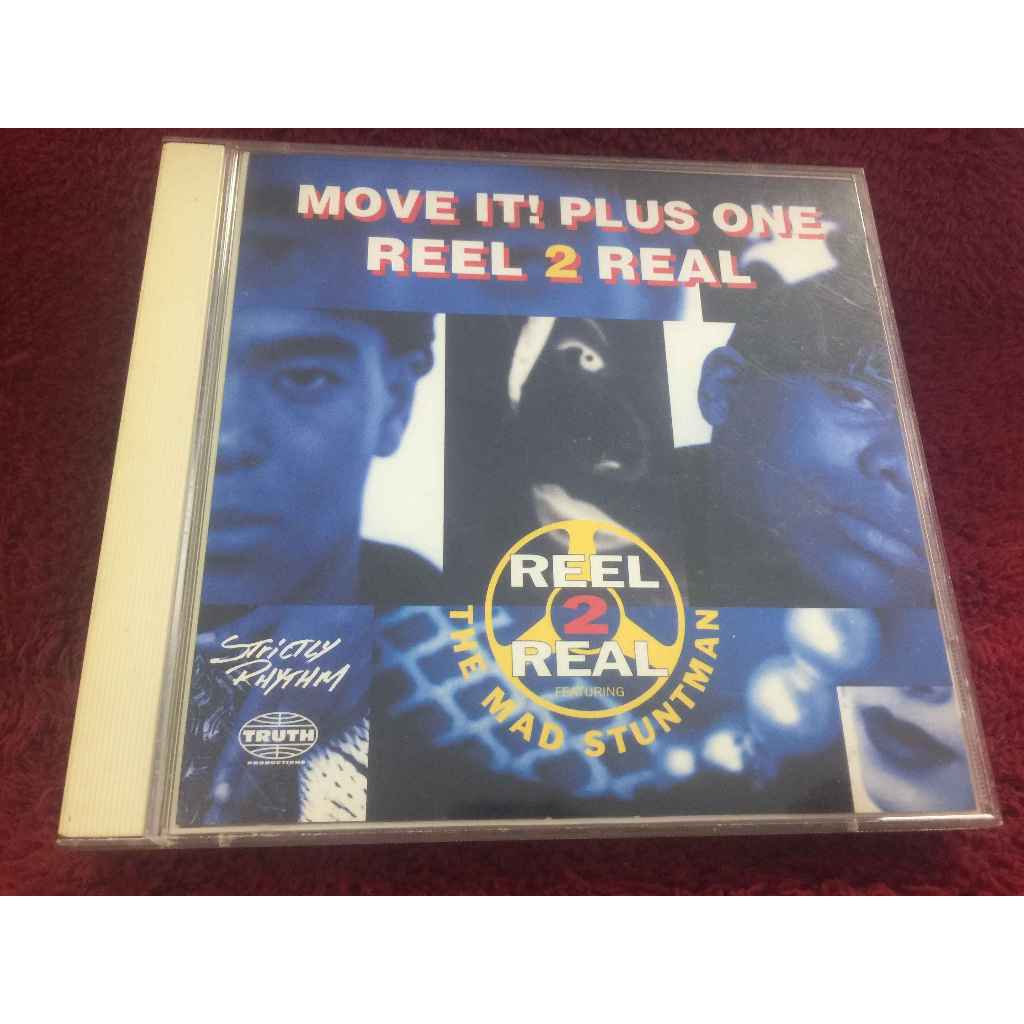 MOVE IT! PLUS ONE
REEL 2 REAL
REEL
2
REAL
FEATURING
THE MAD STUNTMAN
STRICTLY
RHYTHM
TRUTH
PRODUCTIONS